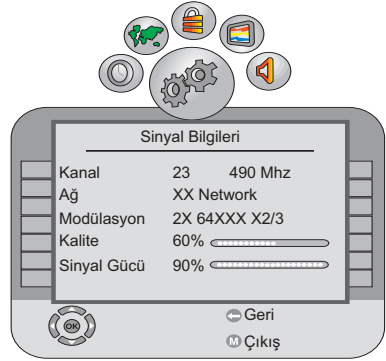 Sinyal Bilgileri
Kanal 23 490 Mhz
Ağ XX Network
Modülasyon 2X 64XXX X2/3
Kalite 60%
Sinyal Gücü 90%
OK
Geri
M Çıkış